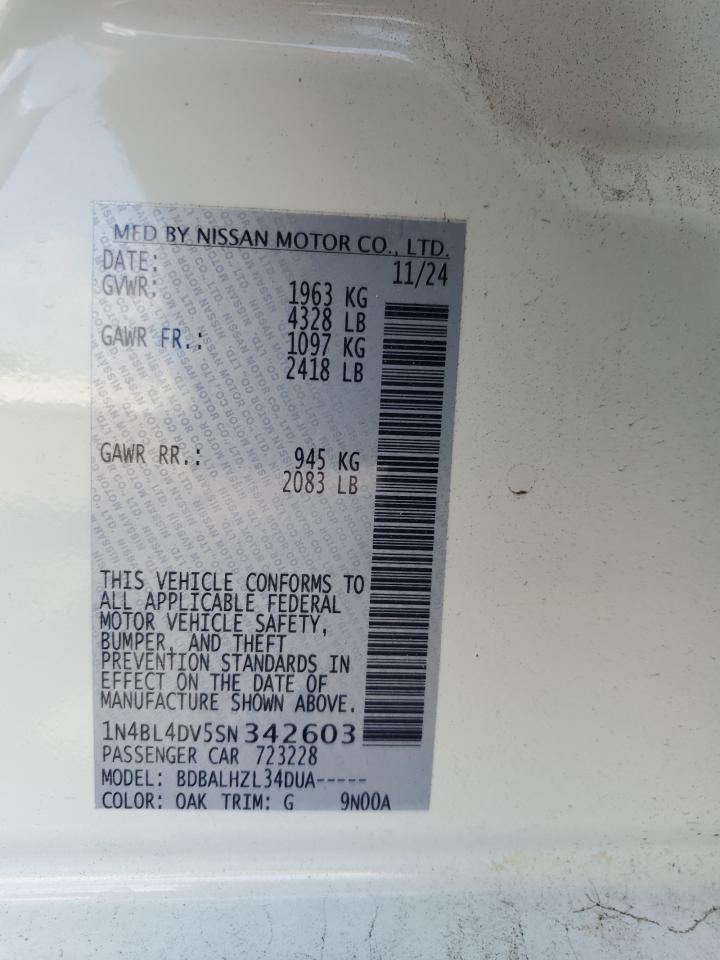 MFD BY NISSAN MOTOR CO., LTD.
DATE: 11/24
GVWR: 1963 KG
4328 LB
GAWR FR.: 1097 KG
2418 LB
GAWR RR.: 945 KG
2083 LB
THIS VEHICLE CONFORMS TO
ALL APPLICABLE FEDERAL
MOTOR VEHICLE SAFETY,
BUMPER, AND THEFT
PREVENTION STANDARDS IN
EFFECT ON THE DATE OF
MANUFACTURE SHOWN ABOVE.
1N4BL4DV5SN342603
PASSENGER CAR 723228
MODEL: BDBALHZL34DUA-----
COLOR: OAK TRIM: G 9N00A